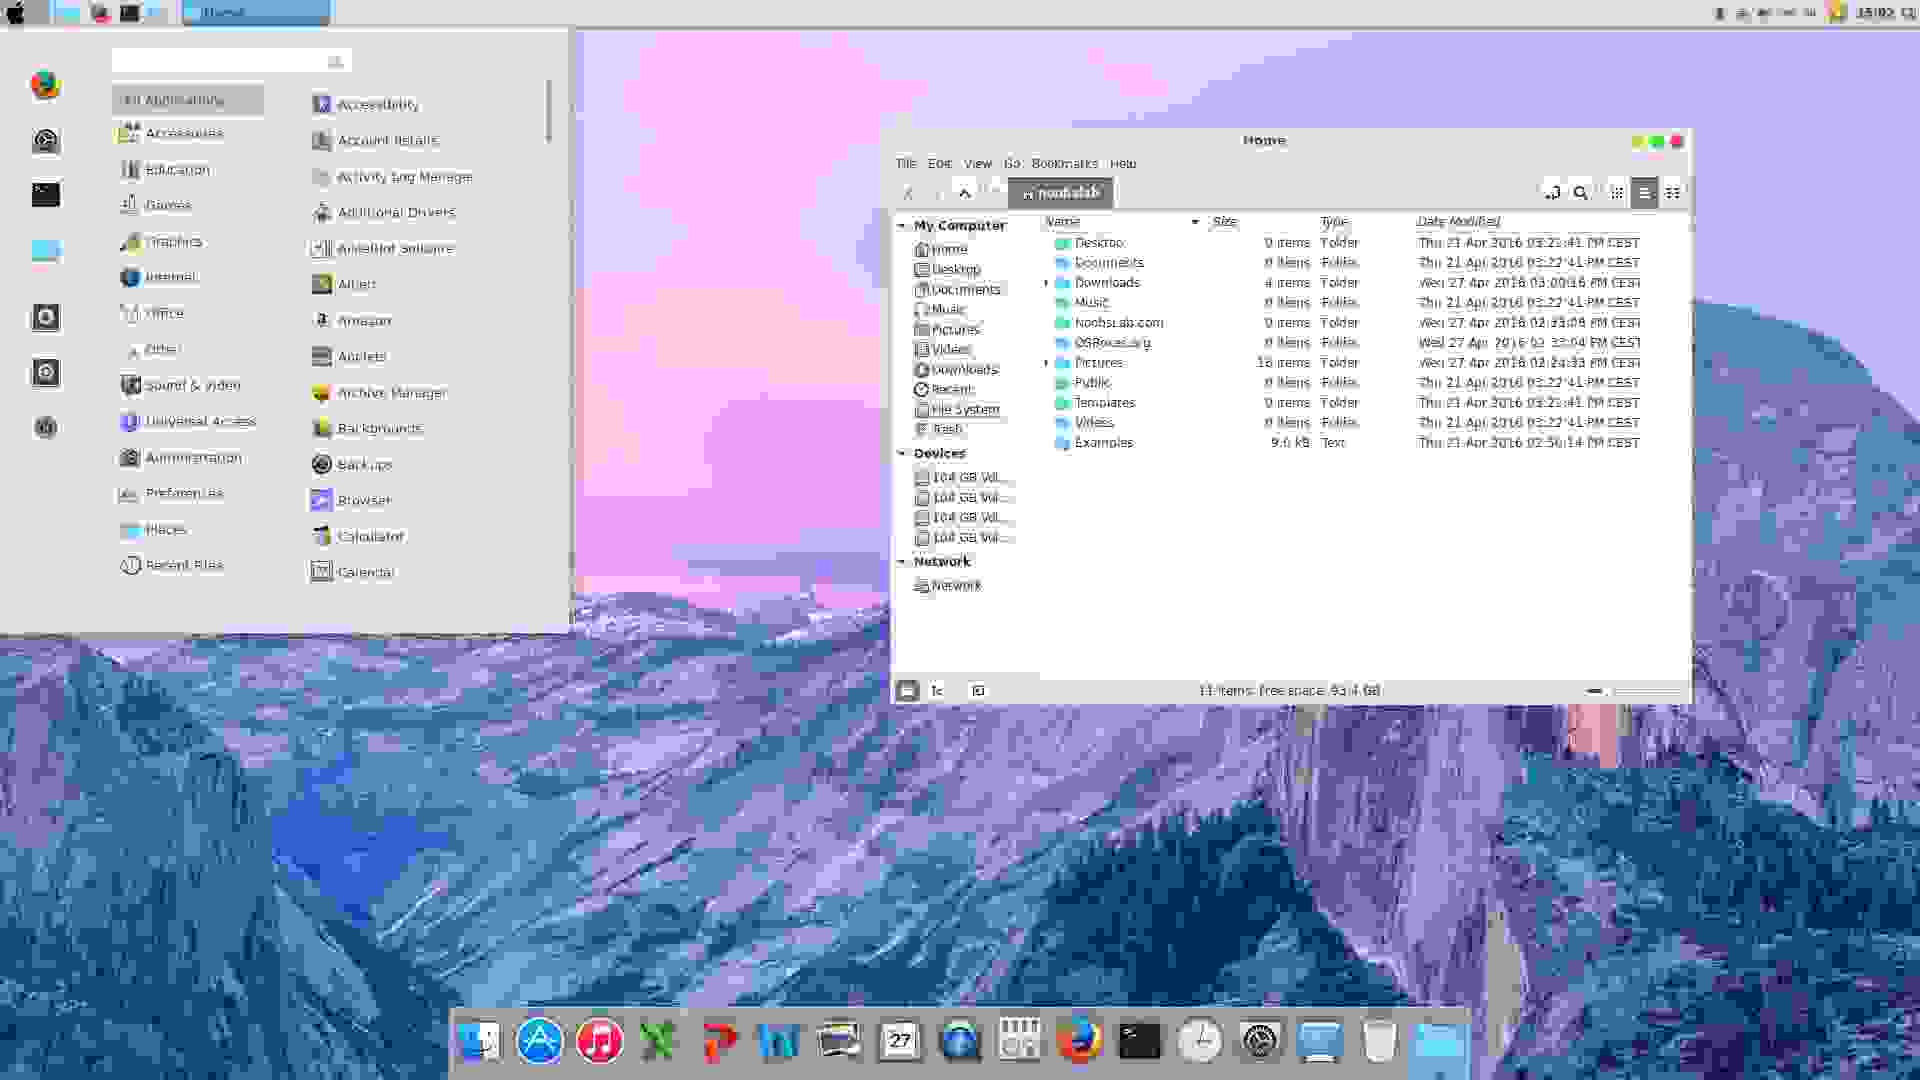 Home
15:02
All Applications
Accessories
Education
Games
Graphics
Internet
Office
Other
Sound & Video
Universal Access
Administration
Preferences
Places
Recent Files
Accessibility
Account details
Activity Log Manager
Additional Drivers
AisleRiot Solitaire
Albert
Amazon
Applets
Archive Manager
Backgrounds
Backups
Browser
Calculator
Calendar
Home
File Edit View Go Bookmarks Help
noobslab
My Computer
Home
Desktop
Documents
Music
Pictures
Videos
Downloads
Recent
File System
Trash
Devices
104 GB Vol...
104 GB Vol...
104 GB Vol...
104 GB Vol...
Network
Network
Name Size Type Date Modified
Desktop 0 items Folder Thu 21 Apr 2016 03:22:41 PM CEST
Documents 0 items Folder Thu 21 Apr 2016 03:22:41 PM CEST
Downloads 4 items Folder Wed 27 Apr 2016 03:00:16 PM CEST
Music 0 items Folder Thu 21 Apr 2016 03:22:41 PM CEST
NoobsLab.com 0 items Folder Wed 27 Apr 2016 02:33:09 PM CEST
OSBoxes.org 0 items Folder Wed 27 Apr 2016 02:33:04 PM CEST
Pictures 16 items Folder Wed 27 Apr 2016 02:24:33 PM CEST
Public 0 items Folder Thu 21 Apr 2016 03:22:41 PM CEST
Templates 0 items Folder Thu 21 Apr 2016 03:22:41 PM CEST
Videos 0 items Folder Thu 21 Apr 2016 03:22:41 PM CEST
Examples 9.0 kB Text Thu 21 Apr 2016 02:56:14 PM CEST
11 items, Free space: 93.4 GB
27